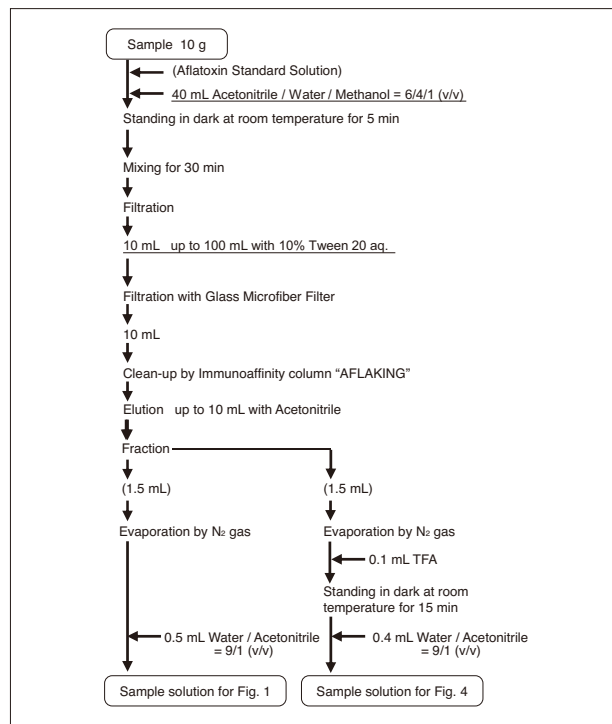 Sample 10 g
(Aflatoxin Standard Solution)
40 mL Acetonitrile / Water / Methanol = 6/4/1 (v/v)
Standing in dark at room temperature for 5 min
Mixing for 30 min
Filtration
10 mL up to 100 mL with 10% Tween 20 aq.
Filtration with Glass Microfiber Filter
10 mL
Clean-up by Immunoaffinity column “AFLAKING”
Elution up to 10 mL with Acetonitrile
Fraction
(1.5 mL)
Evaporation by N₂ gas
0.5 mL Water / Acetonitrile
= 9/1 (v/v)
Sample solution for Fig. 1
(1.5 mL)
Evaporation by N₂ gas
0.1 mL TFA
Standing in dark at room
temperature for 15 min
0.4 mL Water / Acetonitrile
= 9/1 (v/v)
Sample solution for Fig. 4